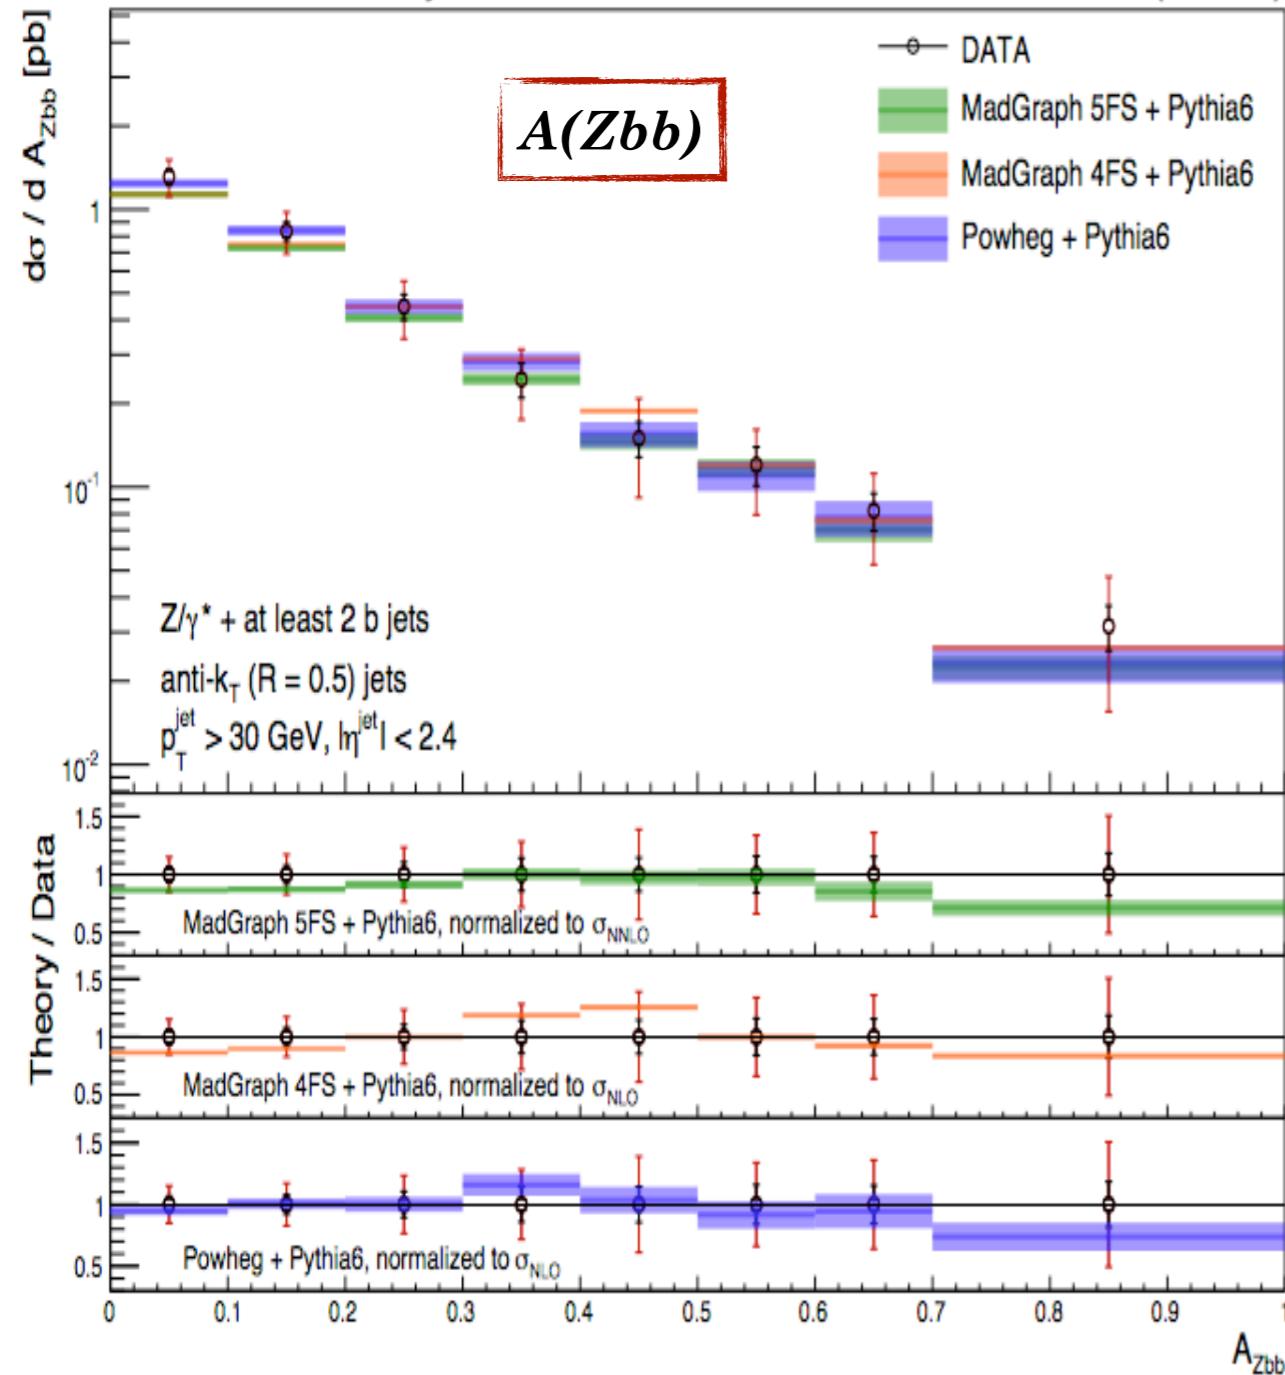 dσ / d A_Zbb [pb]
A(Zbb)
DATA
MadGraph 5FS + Pythia6
MadGraph 4FS + Pythia6
Powheg + Pythia6
1
10⁻¹
10⁻²
Z/γ* + at least 2 b jets
anti-k_T (R = 0.5) jets
p_T^jet > 30 GeV, |η^jet| < 2.4
Theory / Data
1.5
1
0.5
MadGraph 5FS + Pythia6, normalized to σ_NNLO
1.5
1
0.5
MadGraph 4FS + Pythia6, normalized to σ_NLO
1.5
1
0.5
Powheg + Pythia6, normalized to σ_NLO
0 0.1 0.2 0.3 0.4 0.5 0.6 0.7 0.8 0.9
A_Zbb